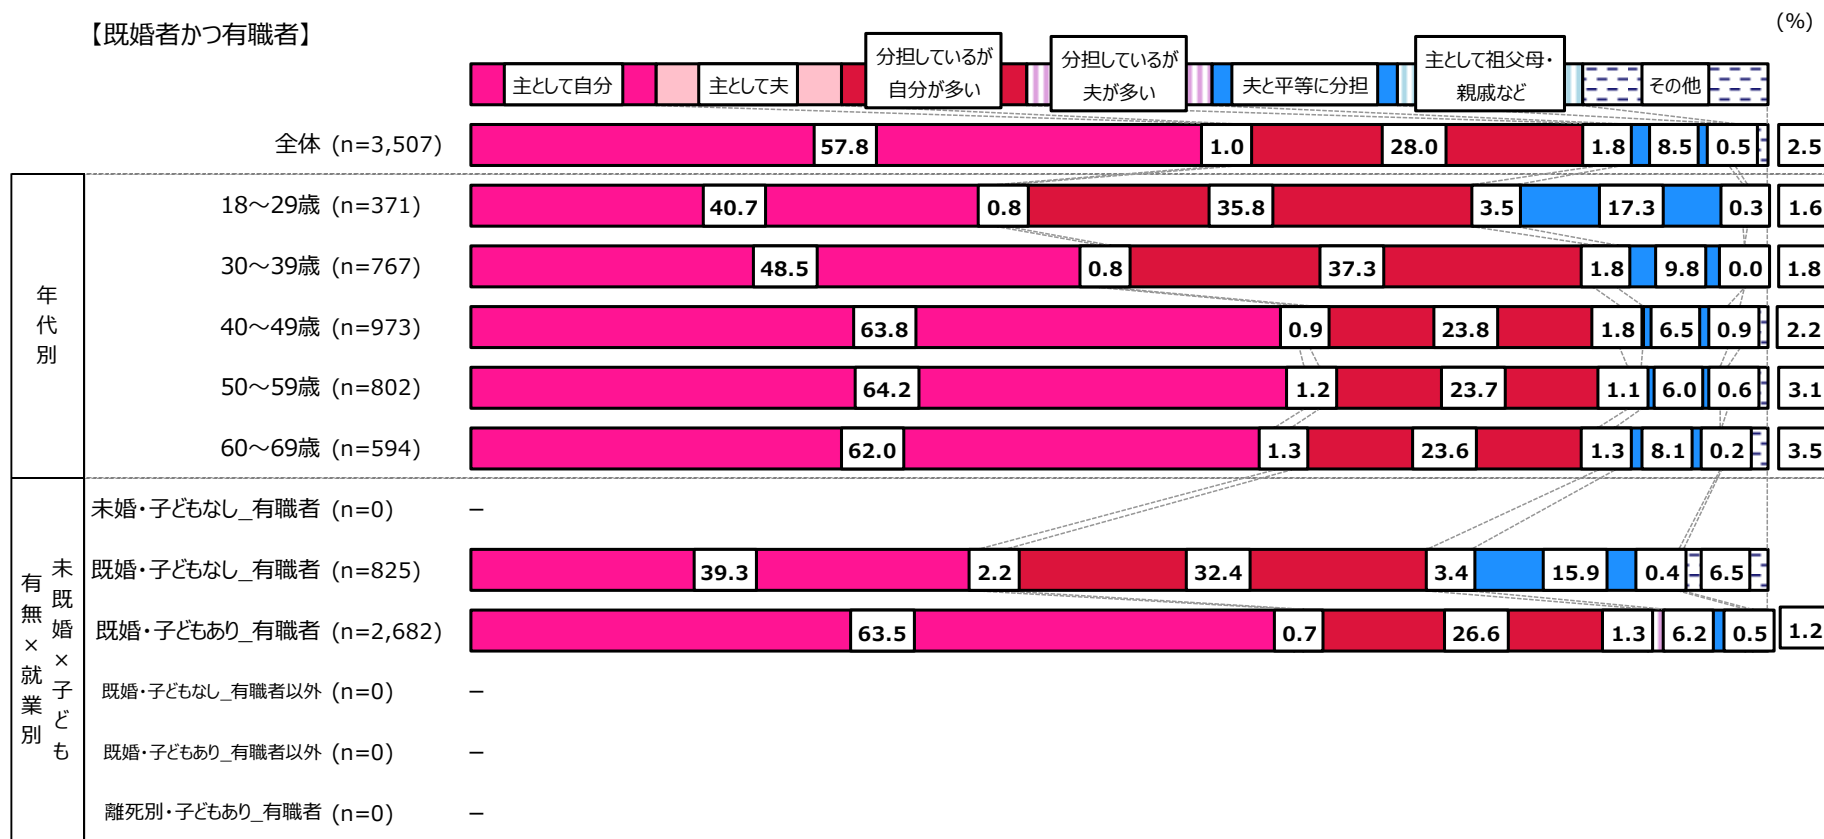 (%)
【既婚者かつ有職者】
主として自分
主として夫
分担しているが
自分が多い
分担しているが
夫が多い
夫と平等に分担
主として祖父母・
親戚など
その他
全体 (n=3,507) 57.8 1.0 28.0 1.8 8.5 0.5 2.5
年代別
18～29歳 (n=371) 40.7 0.8 35.8 3.5 17.3 0.3 1.6
30～39歳 (n=767) 48.5 0.8 37.3 1.8 9.8 0.0 1.8
40～49歳 (n=973) 63.8 0.9 23.8 1.8 6.5 0.9 2.2
50～59歳 (n=802) 64.2 1.2 23.7 1.1 6.0 0.6 3.1
60～69歳 (n=594) 62.0 1.3 23.6 1.3 8.1 0.2 3.5
未既婚×子ども
有無×就業別
未婚・子どもなし_有職者 (n=0) −
既婚・子どもなし_有職者 (n=825) 39.3 2.2 32.4 3.4 15.9 0.4 6.5
既婚・子どもあり_有職者 (n=2,682) 63.5 0.7 26.6 1.3 6.2 0.5 1.2
既婚・子どもなし_有職者以外 (n=0) −
既婚・子どもあり_有職者以外 (n=0) −
離死別・子どもあり_有職者 (n=0) −